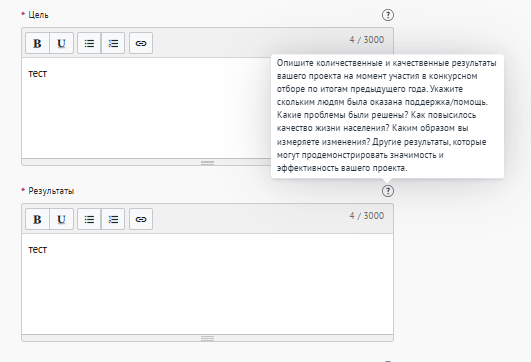 * Цель ?
B U 4 / 3000
тест
Опишите количественные и качественные результаты
вашего проекта на момент участия в конкурсном
отборе по итогам предыдущего года. Укажите
скольким людям была оказана поддержка/помощь.
Какие проблемы были решены? Как повысилось
качество жизни населения? Каким образом вы
измеряете изменения? Другие результаты, которые
могут продемонстрировать значимость и
эффективность вашего проекта.
* Результаты ?
B U 4 / 3000
тест